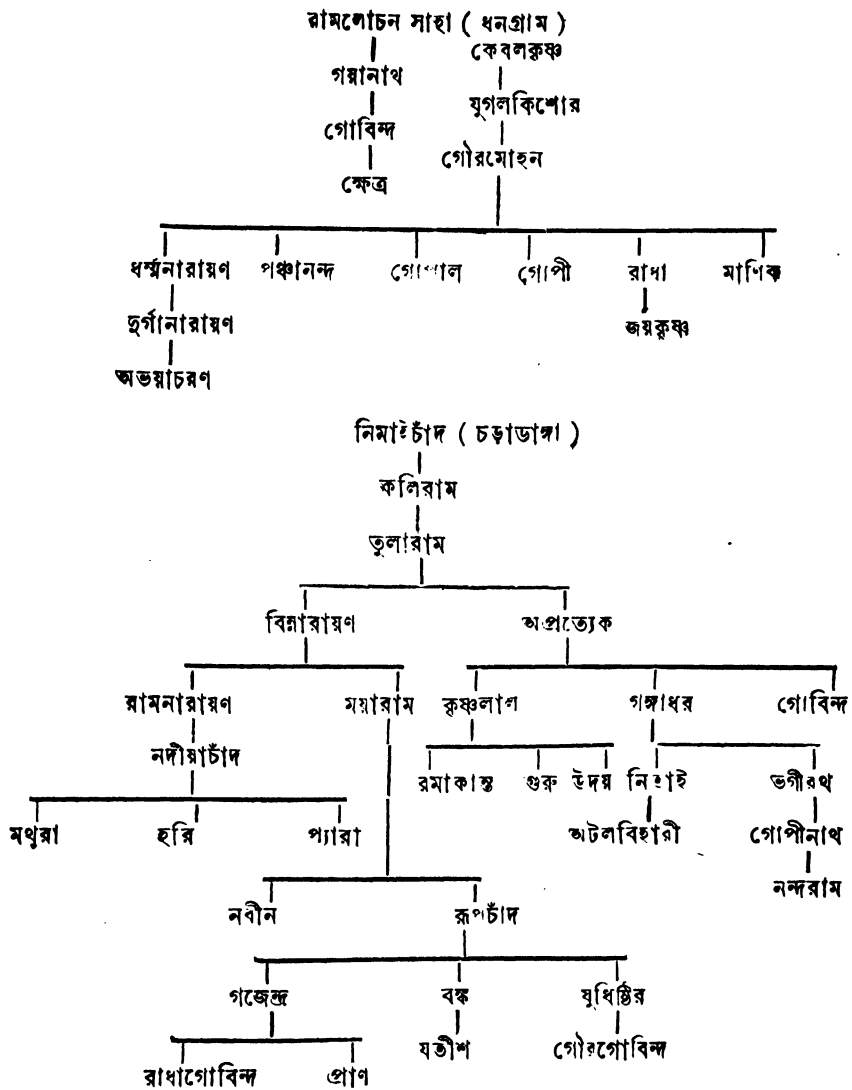 রামলোচন সাহা ( ধনগ্রাম )
কেবলকৃষ্ণ
গয়ানাথ
যুগলকিশোর
গোবিন্দ
গৌরমোহন
ক্ষেত্র
ধর্ম্মনারায়ণ পঞ্চানন্দ গোপাল গোপী রাধা মাণিক
দুর্গানারায়ণ জয়কৃষ্ণ
অভয়াচরণ
নিমাইচাঁদ ( চড়াডাঙ্গা )
কলিরাম
তুলারাম
বিন্নারায়ণ অপ্রত্যেক
রামনারায়ণ ময়ারাম কৃষ্ণলাল গঙ্গাধর গোবিন্দ
নদীয়াচাঁদ রমাকান্ত গুরু উদয় নিতাই ভগীরথ
মথুরা হরি প্যারা অটলবিহারী গোপীনাথ
নন্দরাম
নবীন রূপচাঁদ
গজেন্দ্র বঙ্ক যুধিষ্ঠির
রাধাগোবিন্দ প্রাণ যতীশ গৌরগোবিন্দ